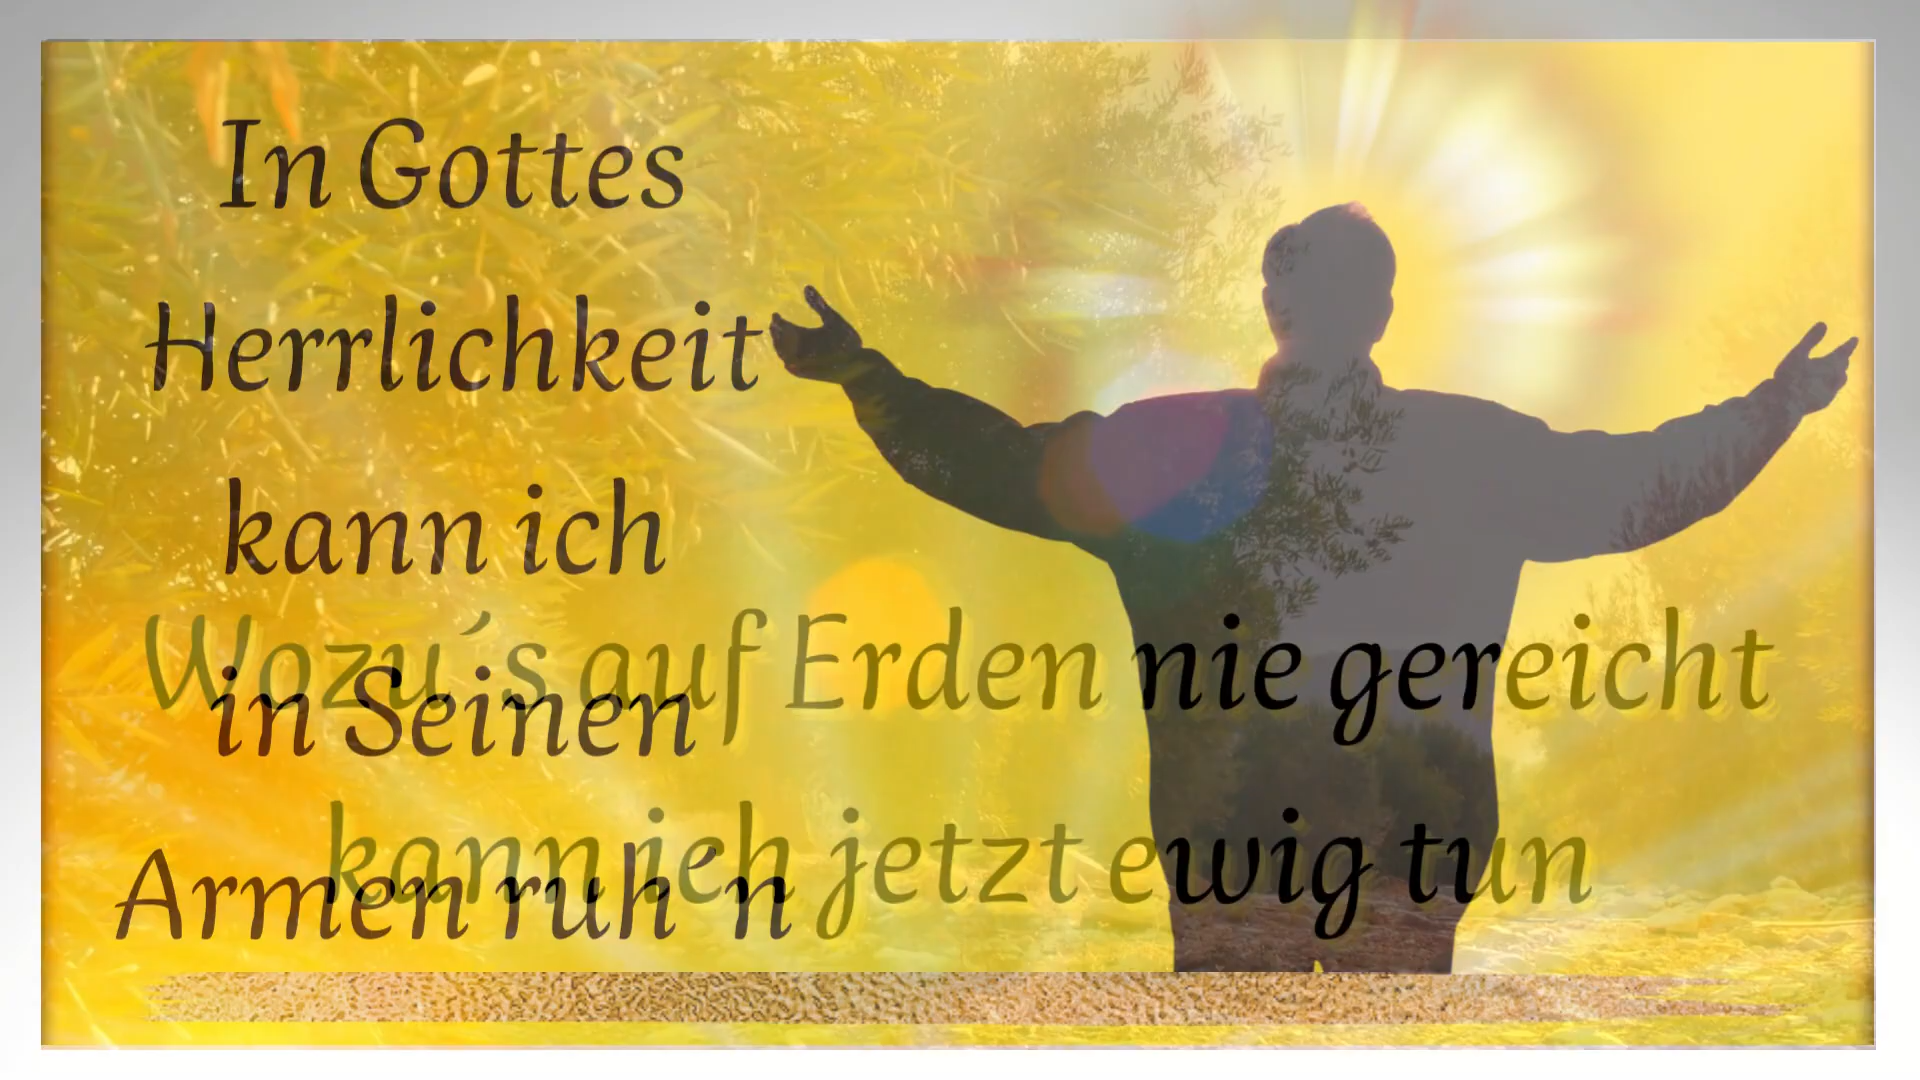 In Gottes
Herrlichkeit
kann ich
in Seinen
Armen ruh´n
Wozu´s auf Erden nie gereicht
kann ich jetzt ewig tun